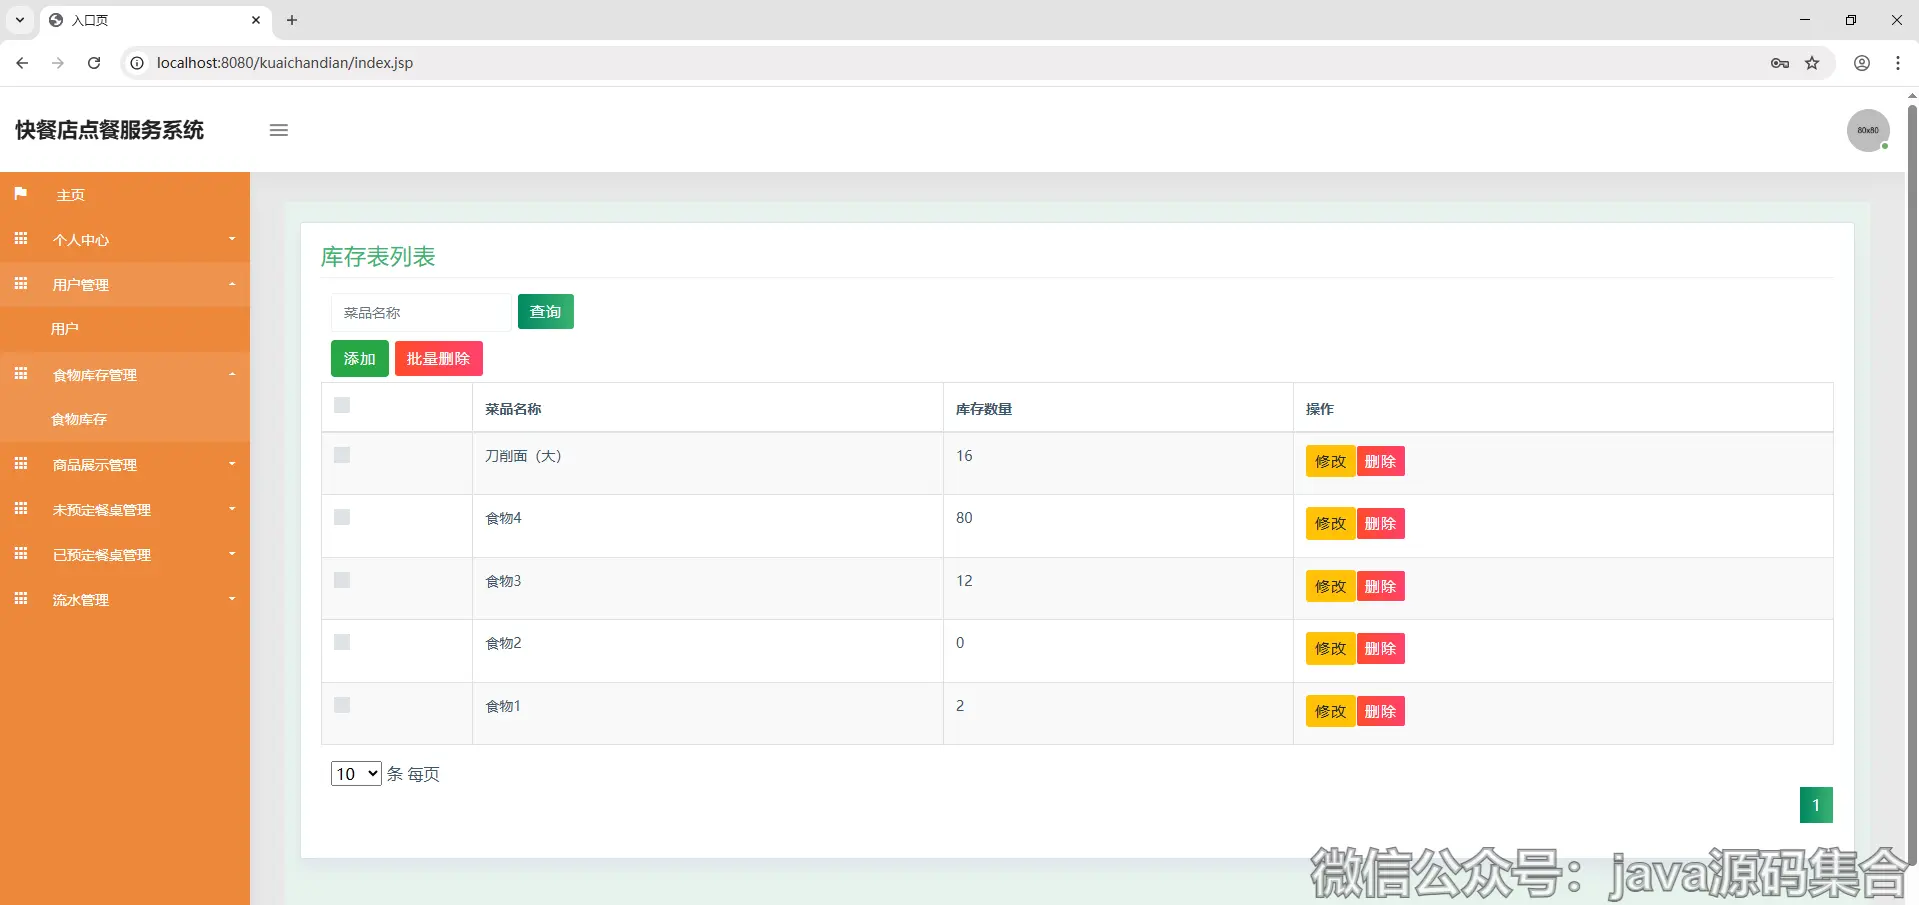 入口页
localhost:8080/kuaichandian/index.jsp
快餐店点餐服务系统
80x80
主页
个人中心
用户管理
用户
食物库存管理
食物库存
商品展示管理
未预定餐桌管理
已预定餐桌管理
流水管理
库存表列表
菜品名称 查询
添加 批量删除
菜品名称 库存数量 操作
刀削面（大） 16 修改 删除
食物4 80 修改 删除
食物3 12 修改 删除
食物2 0 修改 删除
食物1 2 修改 删除
10 条 每页
1
微信公众号：java源码集合